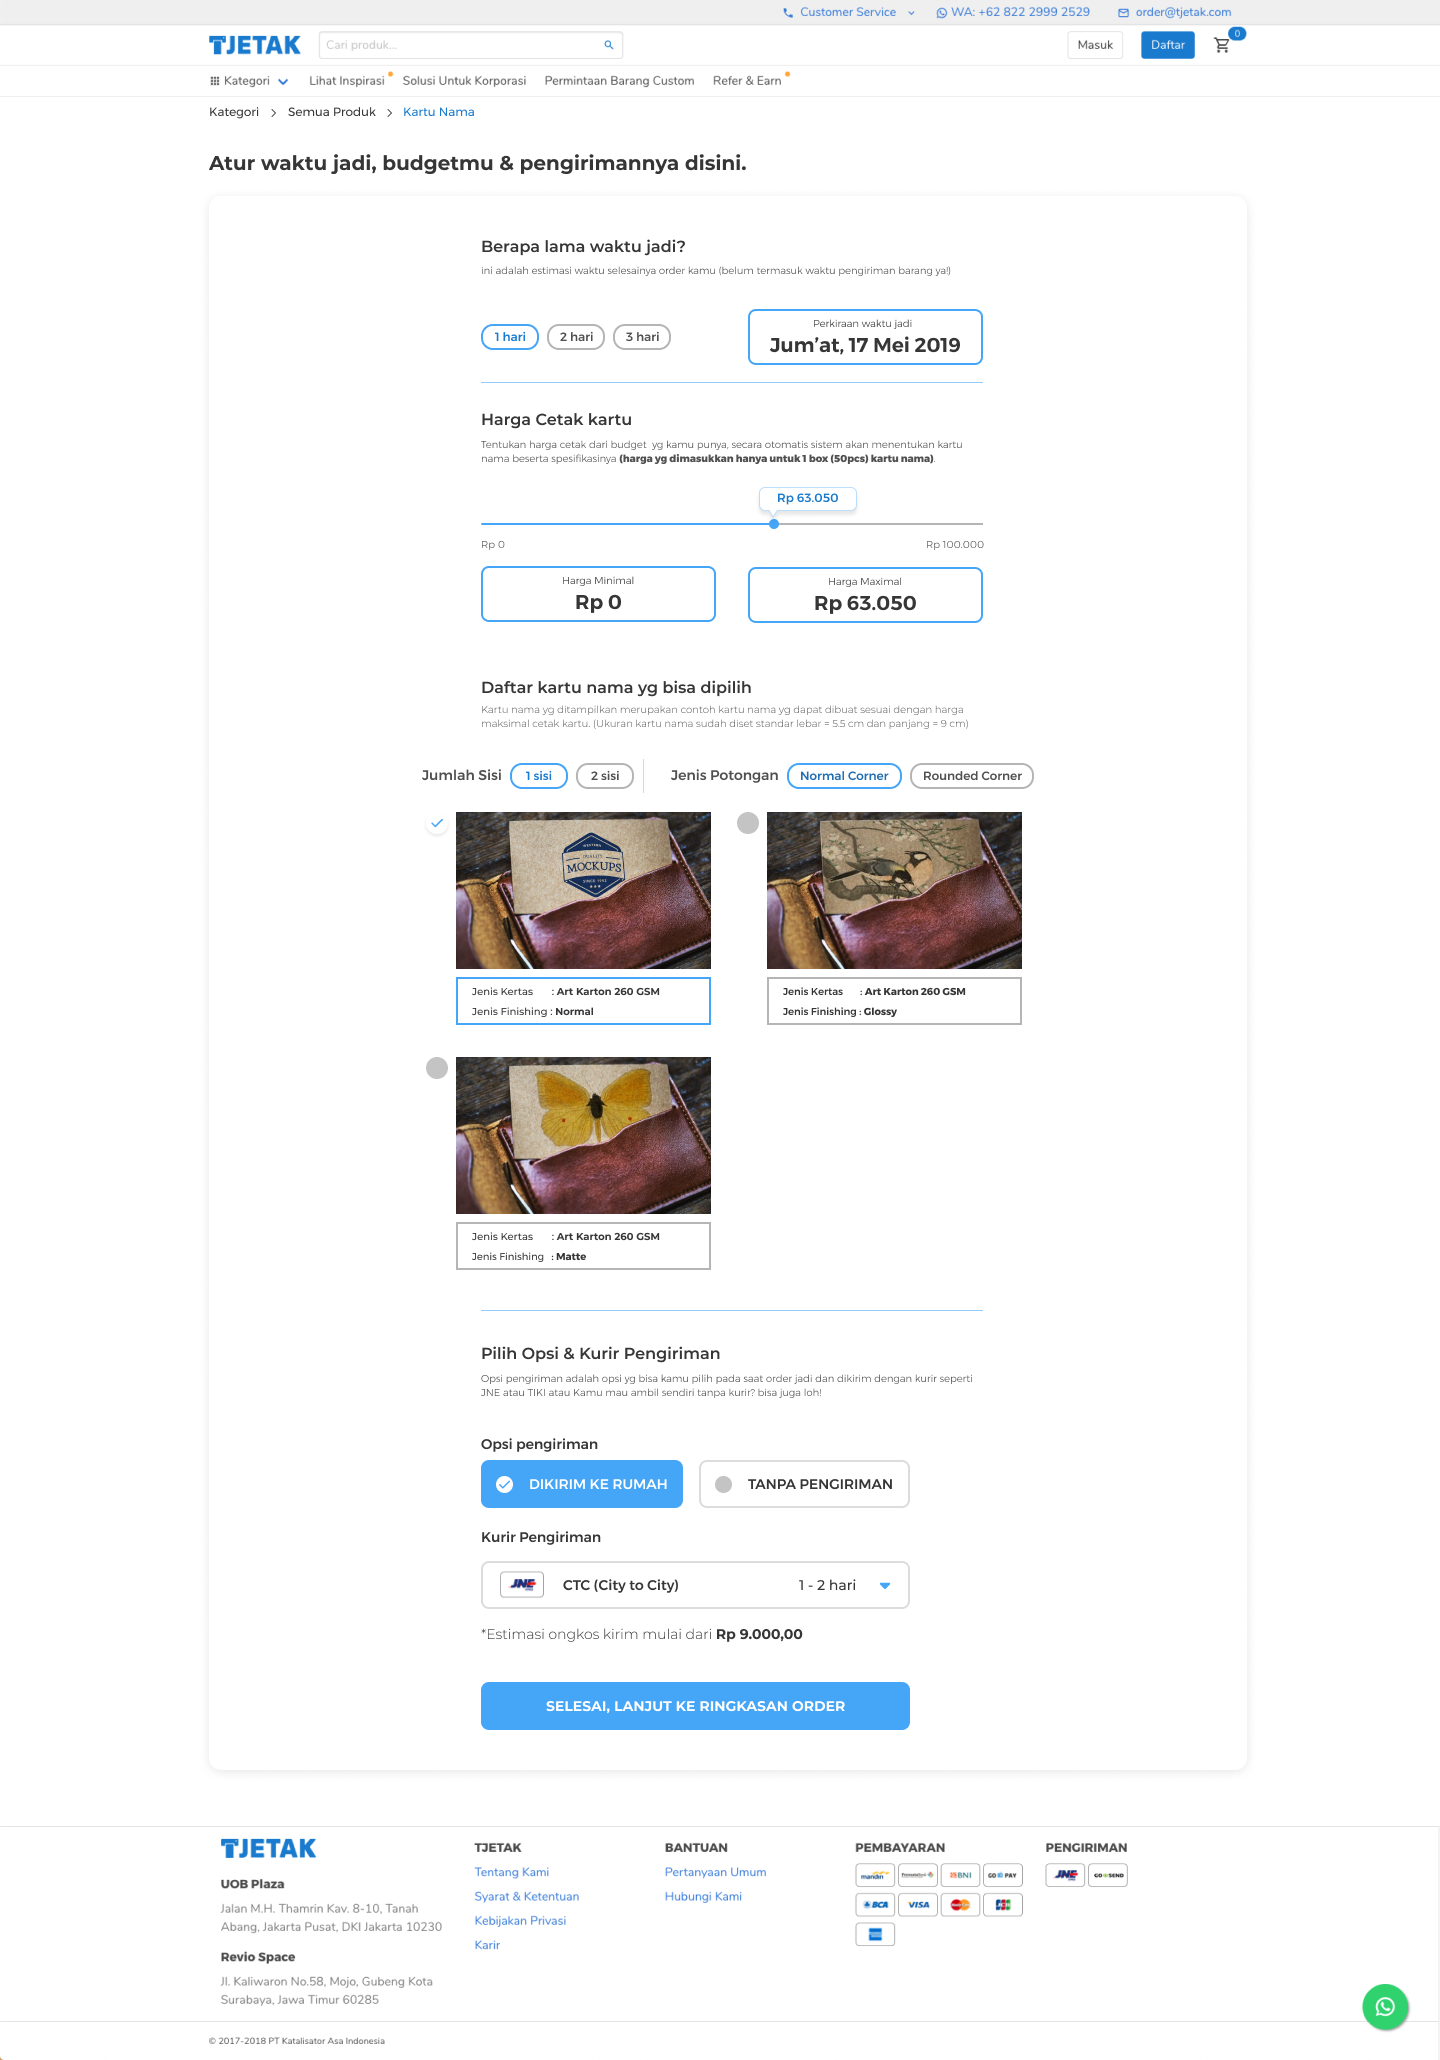 Customer Service
WA: +62 822 2999 2529
order@tjetak.com
TJETAK
Cari produk...
Masuk
Daftar
0
Kategori
Lihat Inspirasi
Solusi Untuk Korporasi
Permintaan Barang Custom
Refer & Earn
Kategori > Semua Produk > Kartu Nama
Atur waktu jadi, budgetmu & pengirimannya disini.
Berapa lama waktu jadi?
ini adalah estimasi waktu selesainya order kamu (belum termasuk waktu pengiriman barang ya!)
1 hari
2 hari
3 hari
Perkiraan waktu jadi
Jum’at, 17 Mei 2019
Harga Cetak kartu
Tentukan harga cetak dari budget yg kamu punya, secara otomatis sistem akan menentukan kartu
nama beserta spesifikasinya (harga yg dimasukkan hanya untuk 1 box (50pcs) kartu nama).
Rp 63.050
Rp 0
Rp 100.000
Harga Minimal
Rp 0
Harga Maximal
Rp 63.050
Daftar kartu nama yg bisa dipilih
Kartu nama yg ditampilkan merupakan contoh kartu nama yg dapat dibuat sesuai dengan harga
maksimal cetak kartu. (Ukuran kartu nama sudah diset standar lebar = 5.5 cm dan panjang = 9 cm)
Jumlah Sisi
1 sisi
2 sisi
Jenis Potongan
Normal Corner
Rounded Corner
QUALITY
MOCKUPS
SINCE 1992
Jenis Kertas : Art Karton 260 GSM
Jenis Finishing : Normal
Jenis Kertas : Art Karton 260 GSM
Jenis Finishing : Glossy
Jenis Kertas : Art Karton 260 GSM
Jenis Finishing : Matte
Pilih Opsi & Kurir Pengiriman
Opsi pengiriman adalah opsi yg bisa kamu pilih pada saat order jadi dan dikirim dengan kurir seperti
JNE atau TIKI atau Kamu mau ambil sendiri tanpa kurir? bisa juga loh!
Opsi pengiriman
DIKIRIM KE RUMAH
TANPA PENGIRIMAN
Kurir Pengiriman
JNE
CTC (City to City)
1 - 2 hari
*Estimasi ongkos kirim mulai dari Rp 9.000,00
SELESAI, LANJUT KE RINGKASAN ORDER
TJETAK
UOB Plaza
Jalan M.H. Thamrin Kav. 8-10, Tanah
Abang, Jakarta Pusat, DKI Jakarta 10230
Revio Space
Jl. Kaliwaron No.58, Mojo, Gubeng Kota
Surabaya, Jawa Timur 60285
TJETAK
Tentang Kami
Syarat & Ketentuan
Kebijakan Privasi
Karir
BANTUAN
Pertanyaan Umum
Hubungi Kami
PEMBAYARAN
mandiri
BNI
GO PAY
BCA
VISA
JCB
PENGIRIMAN
JNE
GO SEND
© 2017-2018 PT Katalisator Asa Indonesia